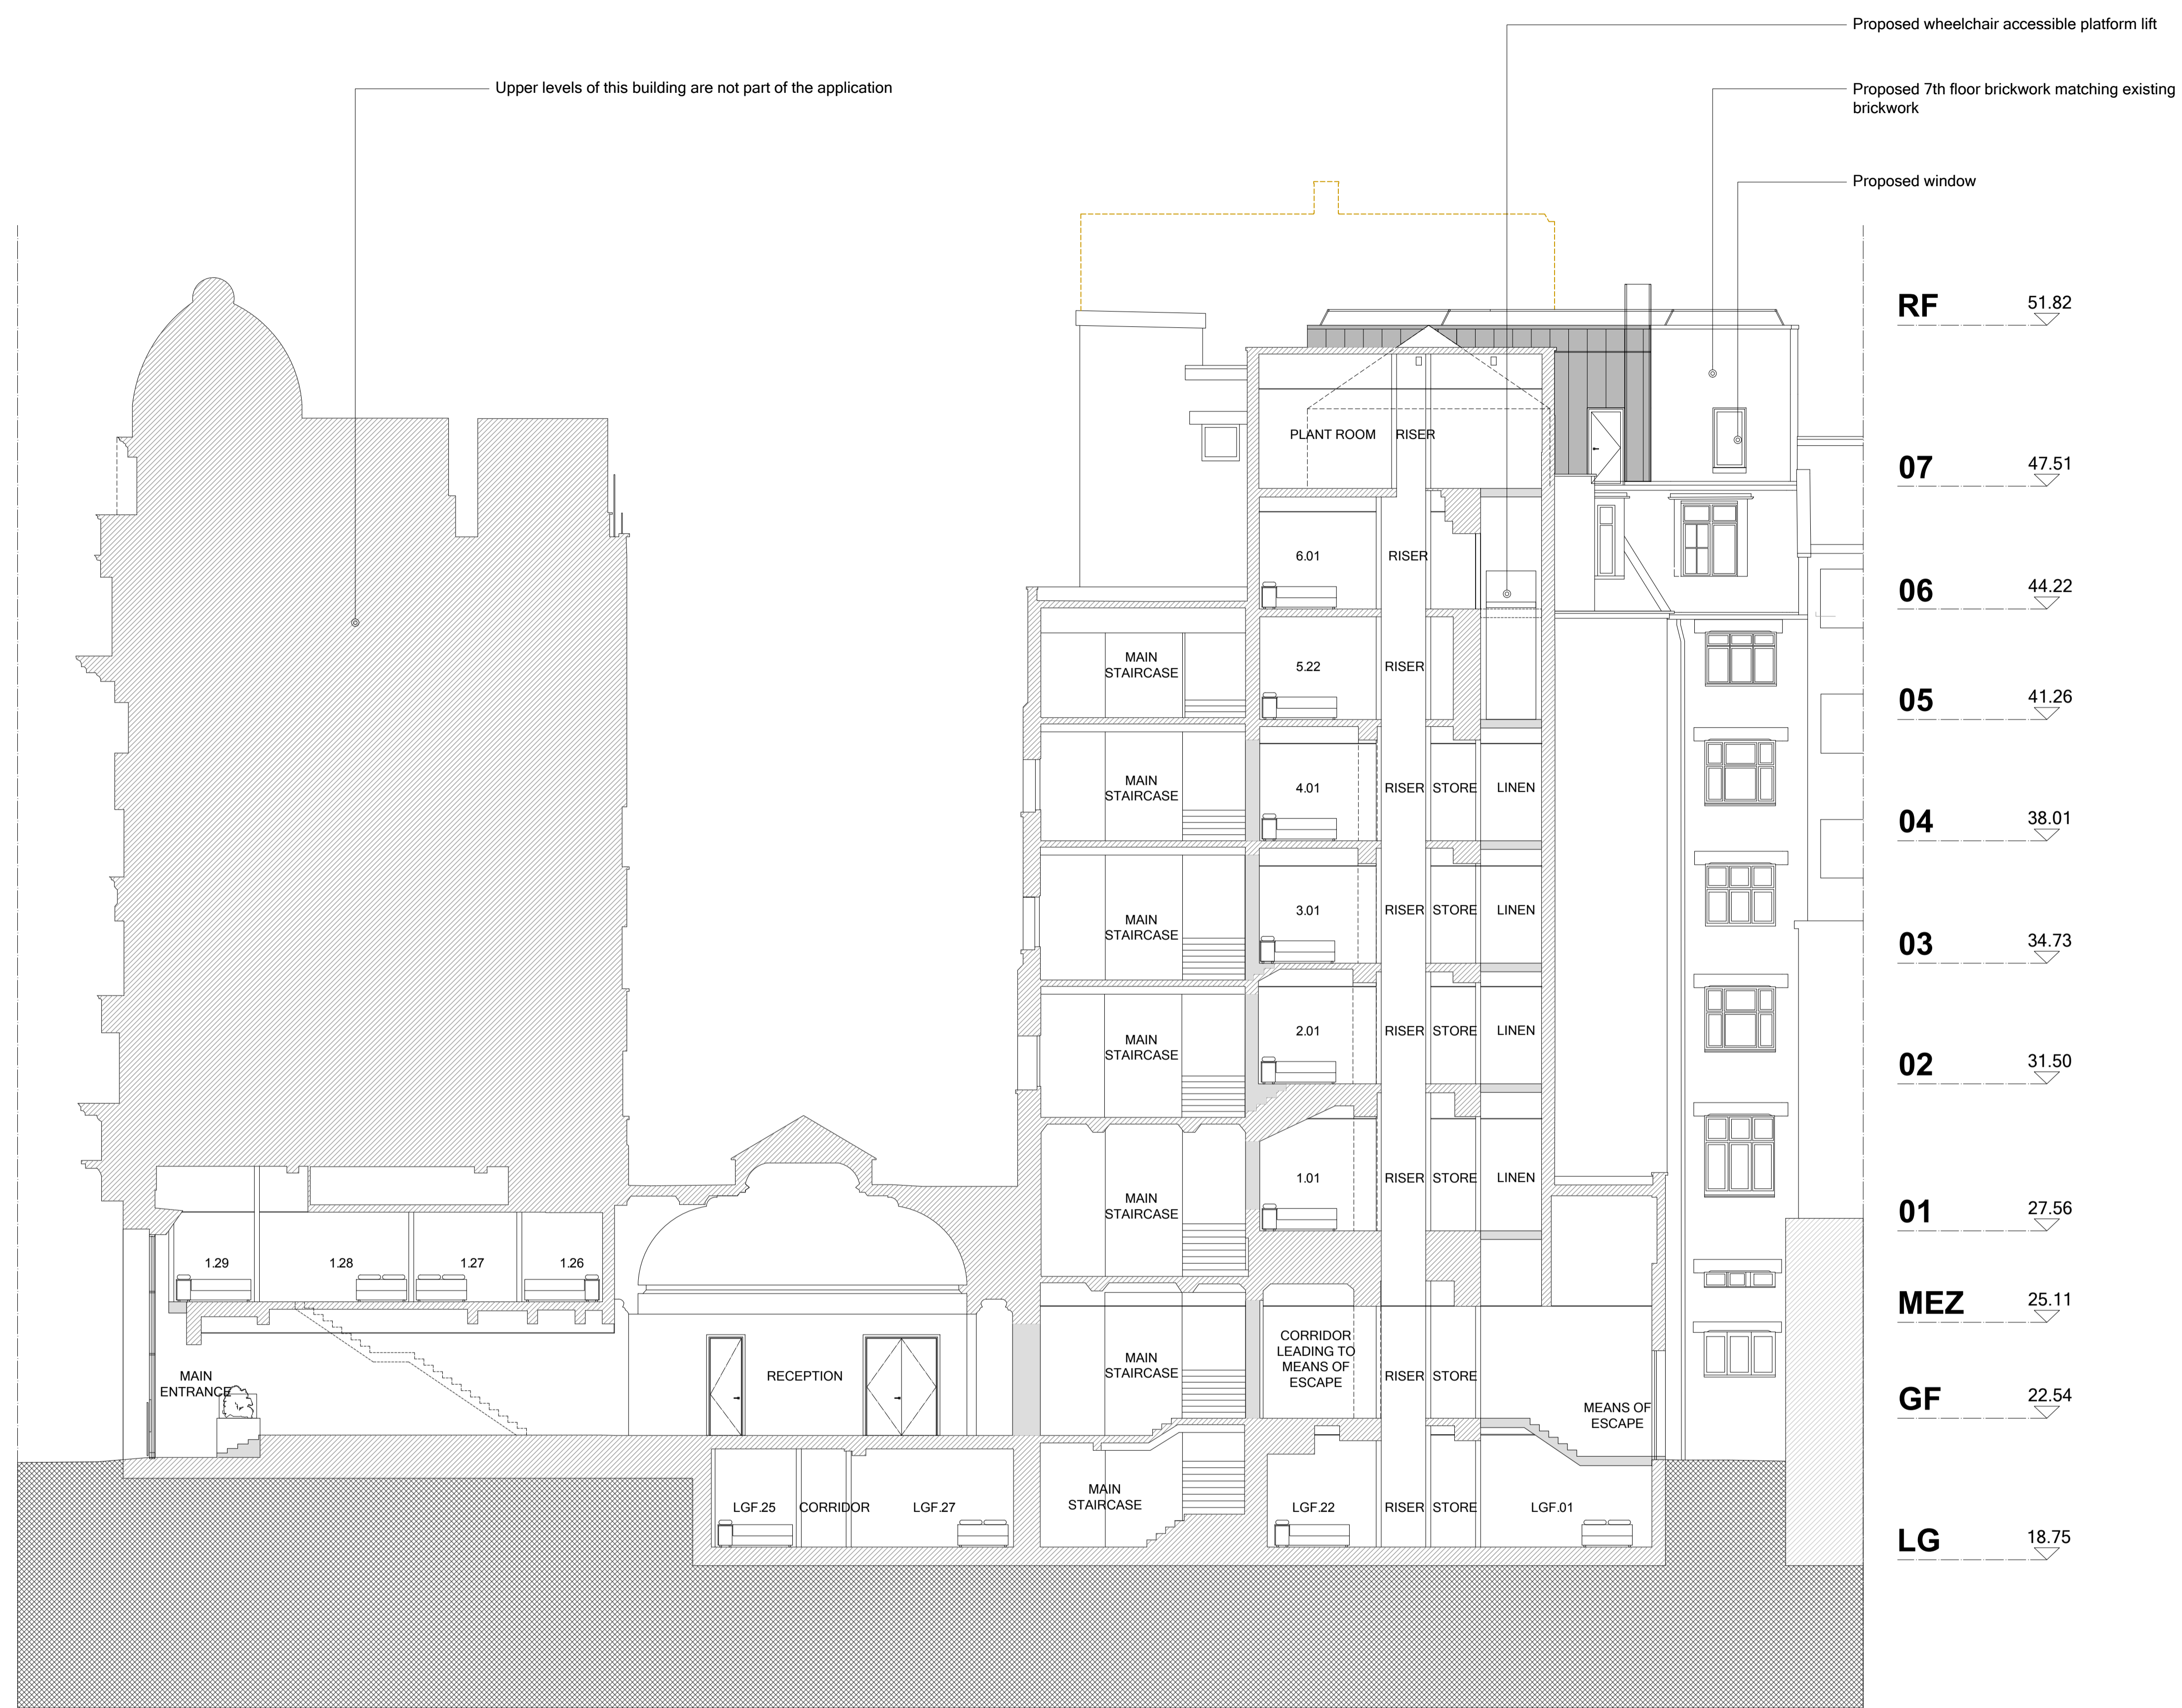 Proposed wheelchair accessible platform lift
Upper levels of this building are not part of the application
Proposed 7th floor brickwork matching existing
brickwork
Proposed window
RF 51.82
PLANT ROOM RISER
07 47.51
6.01 RISER
06 44.22
MAIN
STAIRCASE
5.22 RISER
05 41.26
MAIN
STAIRCASE
4.01 RISER STORE LINEN
04 38.01
MAIN
STAIRCASE
3.01 RISER STORE LINEN
03 34.73
MAIN
STAIRCASE
2.01 RISER STORE LINEN
02 31.50
MAIN
STAIRCASE
1.01 RISER STORE LINEN
01 27.56
1.29 1.28 1.27 1.26
MEZ 25.11
MAIN
ENTRANCE
RECEPTION
MAIN
STAIRCASE
CORRIDOR
LEADING TO
MEANS OF
ESCAPE
RISER STORE
MEANS OF
ESCAPE
GF 22.54
LGF.25 CORRIDOR LGF.27
MAIN
STAIRCASE
LGF.22 RISER STORE LGF.01
LG 18.75